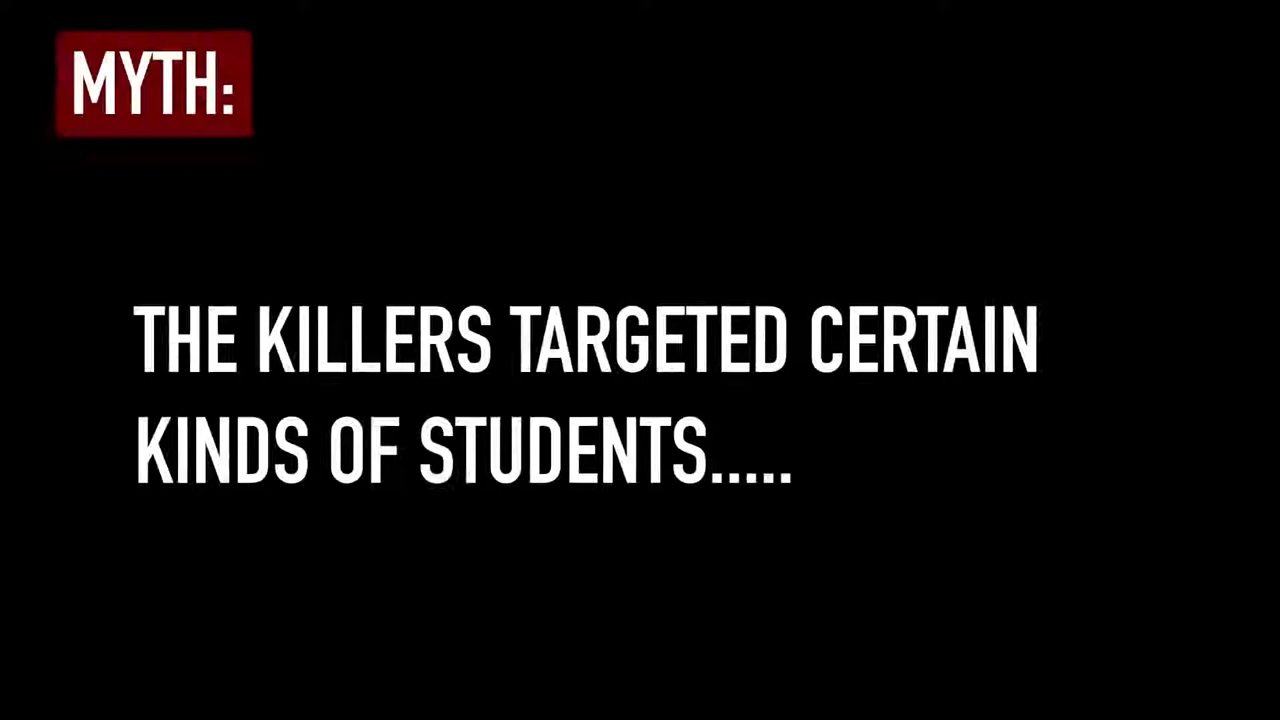 MYTH:
THE KILLERS TARGETED CERTAIN
KINDS OF STUDENTS.....